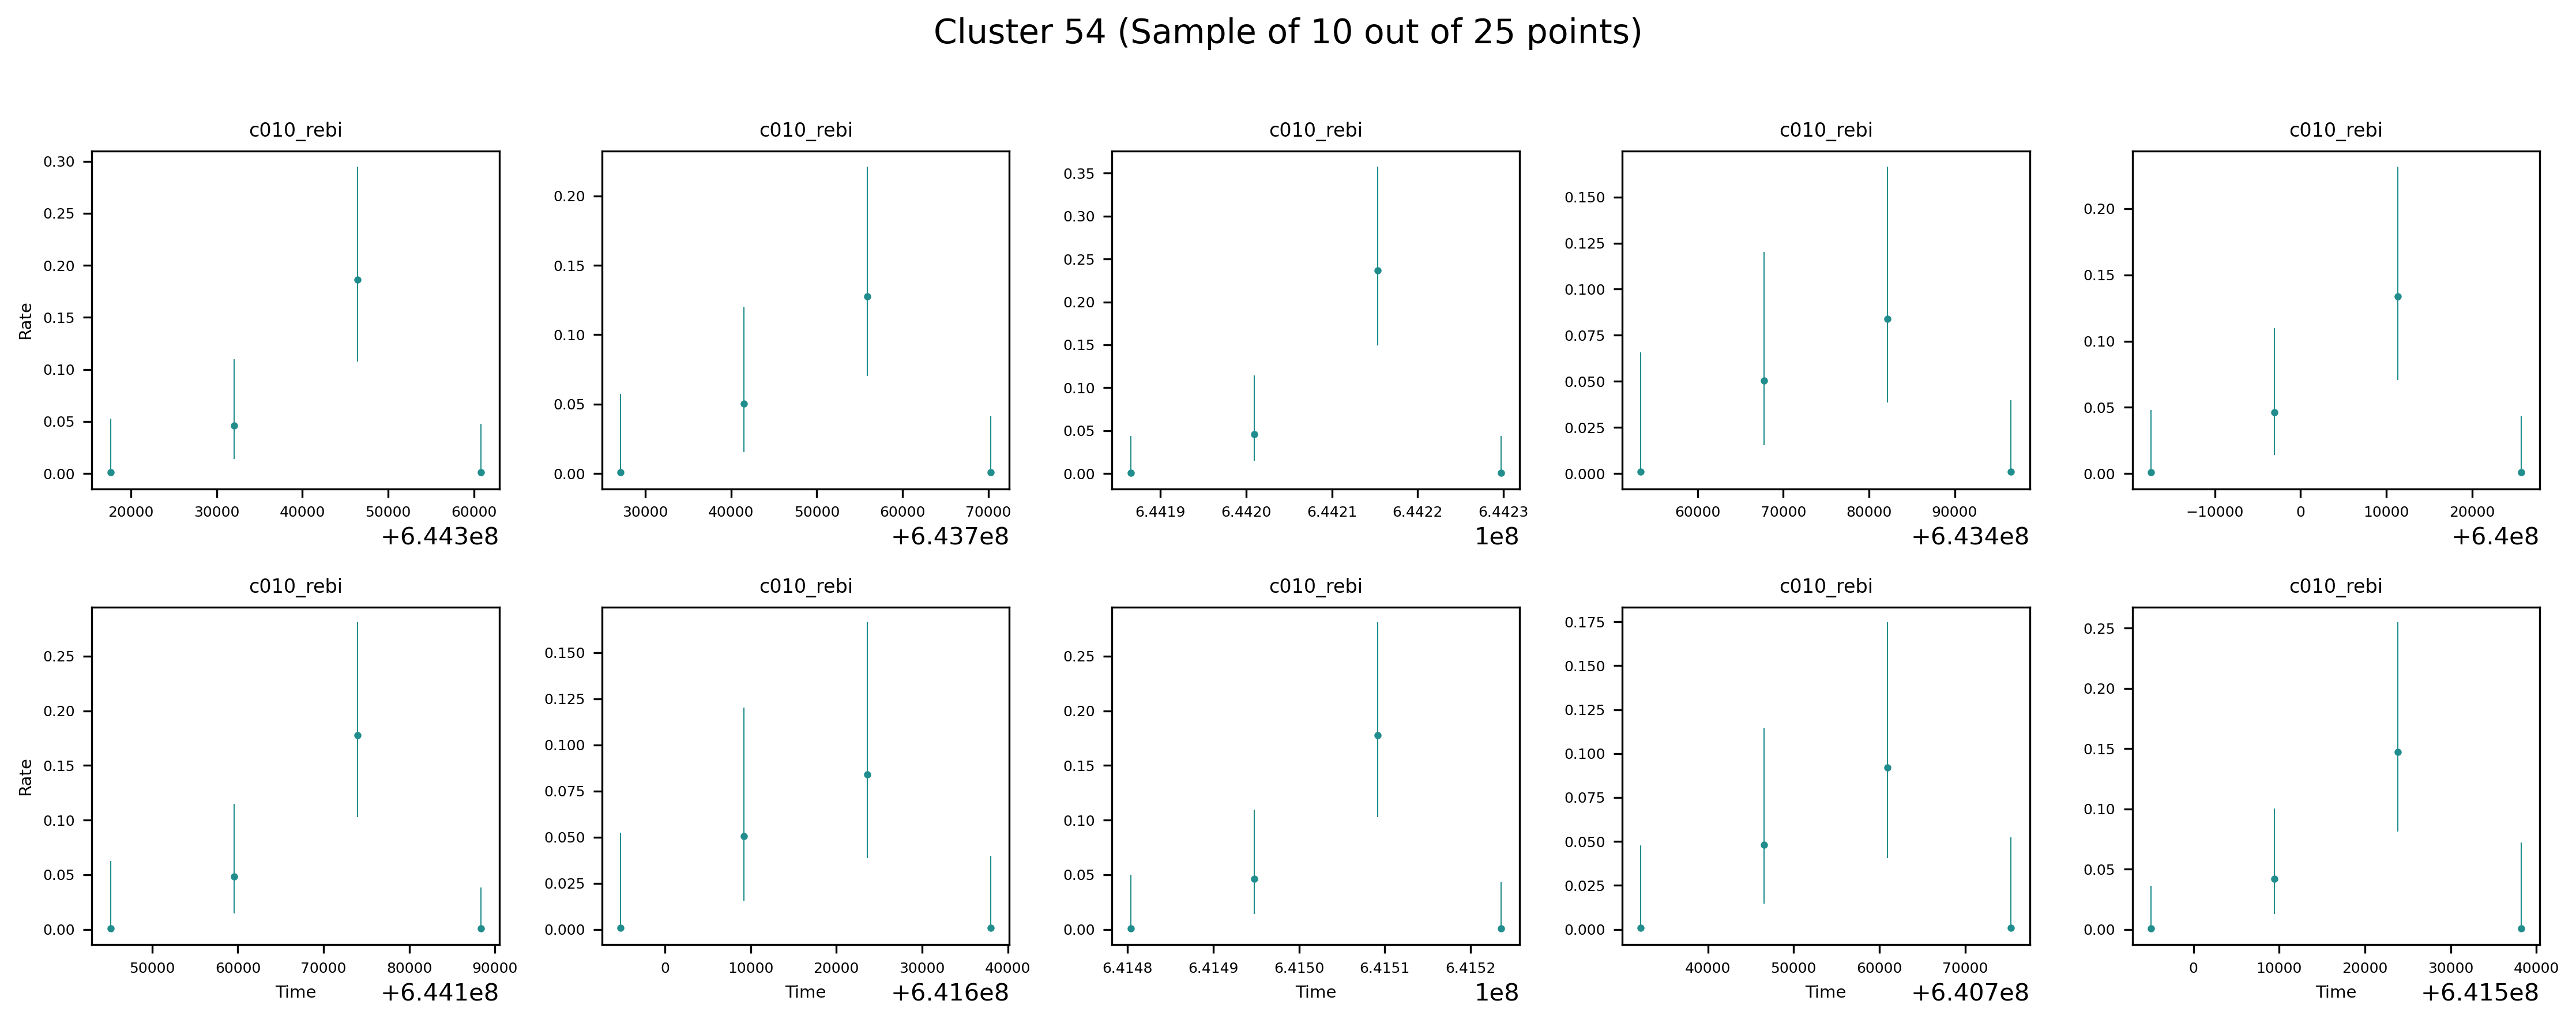 Cluster 54 (Sample of 10 out of 25 points)
c010_rebi c010_rebi c010_rebi c010_rebi c010_rebi
Rate
0.30
0.25
0.20
0.15
0.10
0.05
0.00
20000 30000 40000 50000 60000
+6.443e8
0.20
0.15
0.10
0.05
0.00
30000 40000 50000 60000 70000
+6.437e8
0.35
0.30
0.25
0.20
0.15
0.10
0.05
0.00
6.4419 6.4420 6.4421 6.4422 6.4423
1e8
0.150
0.125
0.100
0.075
0.050
0.025
0.000
60000 70000 80000 90000
+6.434e8
0.20
0.15
0.10
0.05
0.00
−10000 0 10000 20000
+6.4e8
c010_rebi c010_rebi c010_rebi c010_rebi c010_rebi
Rate
0.25
0.20
0.15
0.10
0.05
0.00
50000 60000 70000 80000 90000
Time +6.441e8
0.150
0.125
0.100
0.075
0.050
0.025
0.000
0 10000 20000 30000 40000
Time +6.416e8
0.25
0.20
0.15
0.10
0.05
0.00
6.4148 6.4149 6.4150 6.4151 6.4152
Time 1e8
0.175
0.150
0.125
0.100
0.075
0.050
0.025
0.000
40000 50000 60000 70000
Time +6.407e8
0.25
0.20
0.15
0.10
0.05
0.00
0 10000 20000 30000 40000
Time +6.415e8